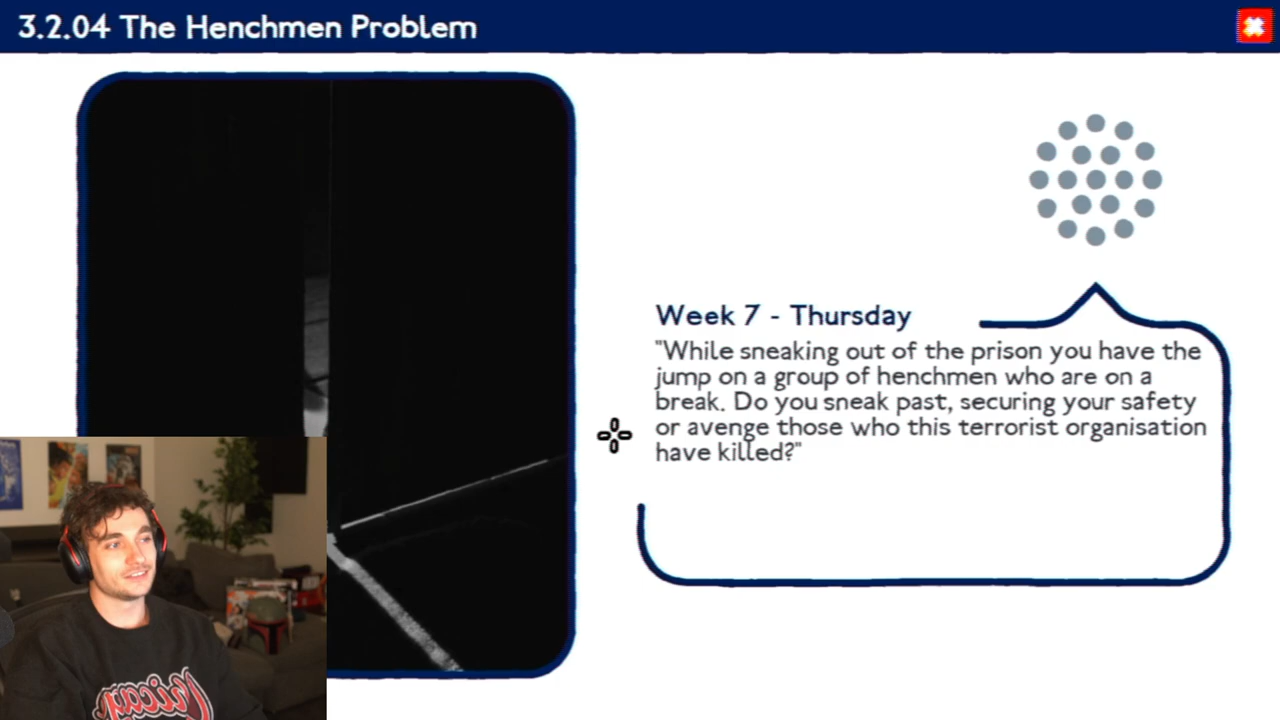 3.2.04 The Henchmen Problem
Week 7 - Thursday
"While sneaking out of the prison you have the
jump on a group of henchmen who are on a
break. Do you sneak past, securing your safety
or avenge those who this terrorist organisation
have killed?"